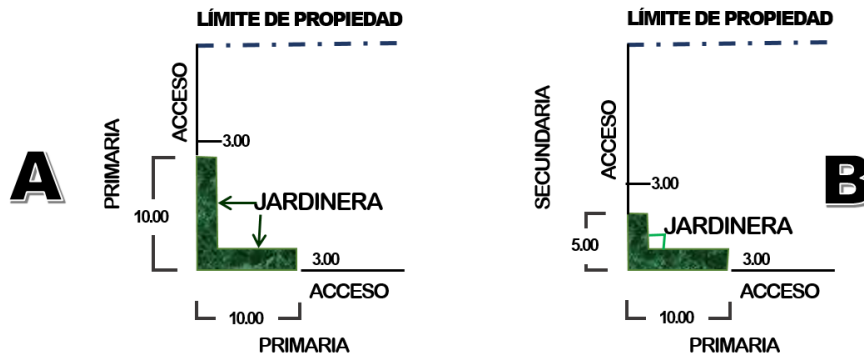 LÍMITE DE PROPIEDAD
ACCESO
PRIMARIA
3.00
A
10.00
JARDINERA
3.00
ACCESO
10.00
PRIMARIA
LÍMITE DE PROPIEDAD
ACCESO
SECUNDARIA
3.00
B
5.00
JARDINERA
3.00
ACCESO
10.00
PRIMARIA